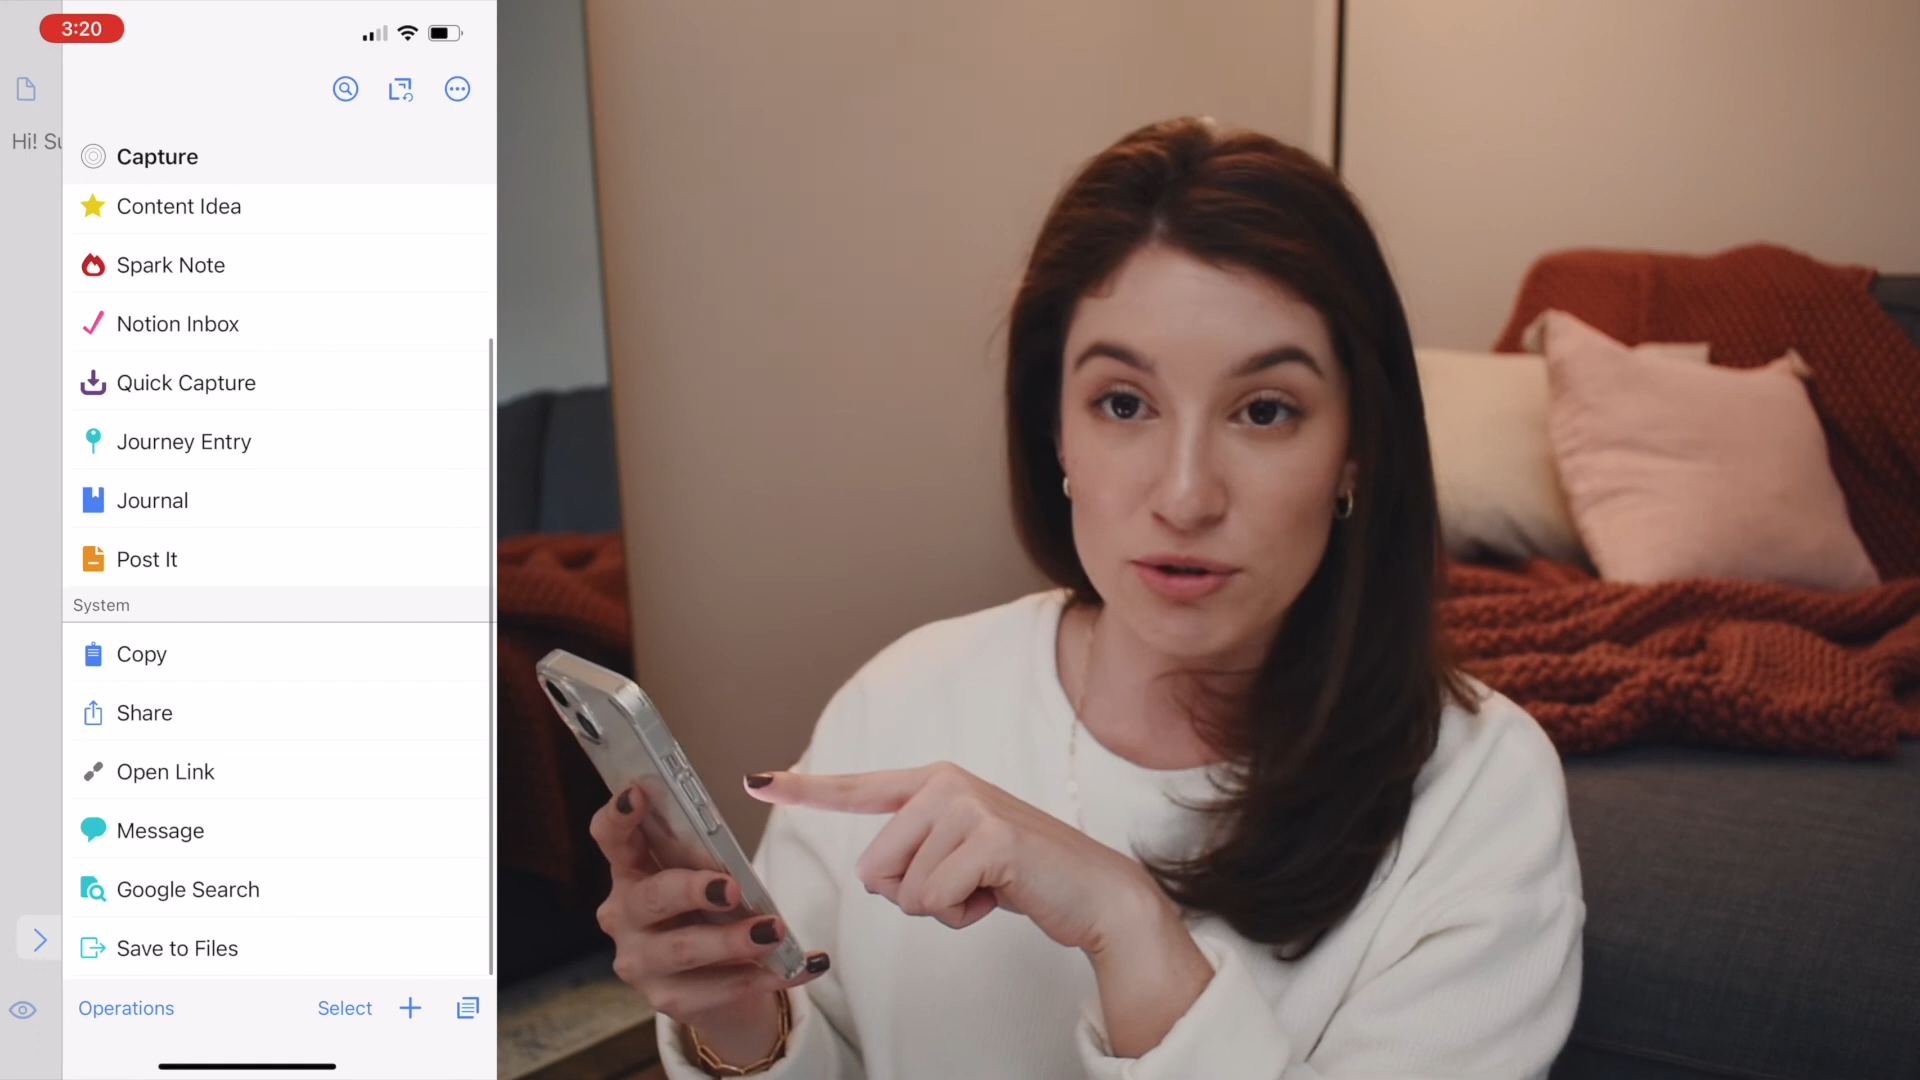 3:20
Hi! Su
Capture
Content Idea
Spark Note
Notion Inbox
Quick Capture
Journey Entry
Journal
Post It
System
Copy
Share
Open Link
Message
Google Search
Save to Files
Operations
Select